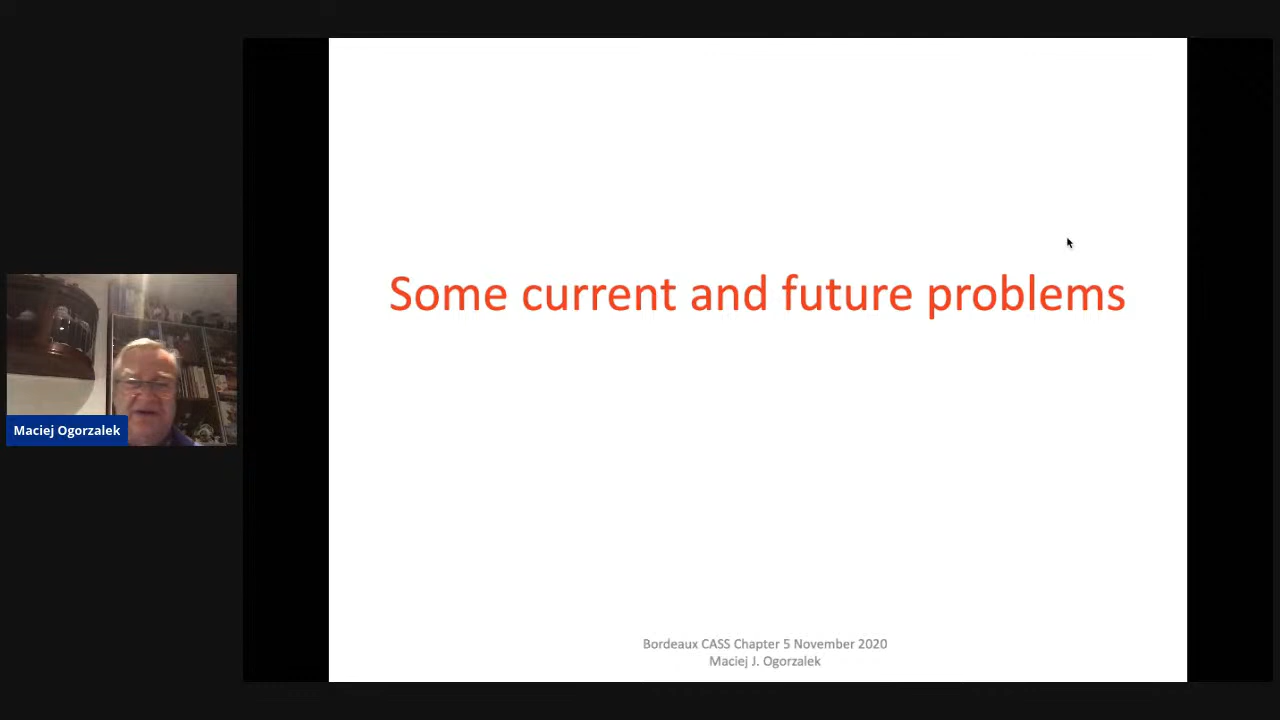 Some current and future problems
Maciej Ogorzalek
Bordeaux CASS Chapter 5 November 2020
Maciej J. Ogorzalek